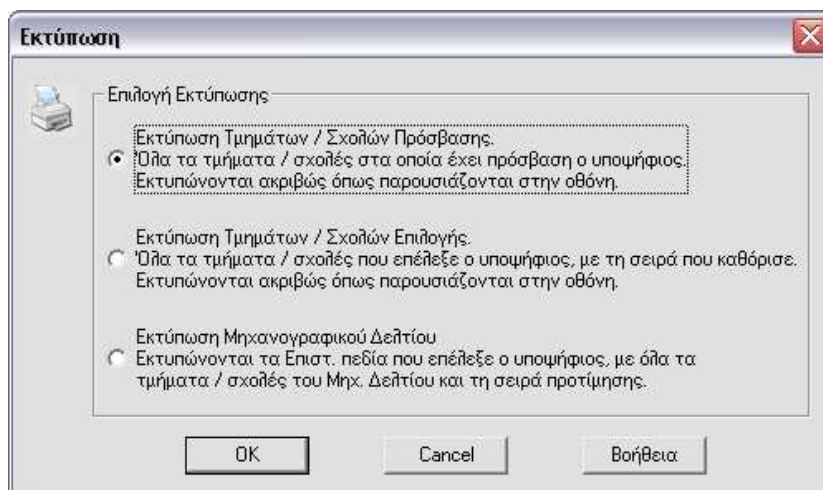 Εκτύπωση
Επιλογή Εκτύπωσης
Εκτύπωση Τμημάτων / Σχολών Πρόσβασης.
Όλα τα τμήματα / σχολές στα οποία έχει πρόσβαση ο υποψήφιος.
Εκτυπώνονται ακριβώς όπως παρουσιάζονται στην οθόνη.
Εκτύπωση Τμημάτων / Σχολών Επιλογής.
Όλα τα τμήματα / σχολές που επέλεξε ο υποψήφιος, με τη σειρά που καθόρισε.
Εκτυπώνονται ακριβώς όπως παρουσιάζονται στην οθόνη.
Εκτύπωση Μηχανογραφικού Δελτίου
Εκτυπώνονται τα Επιστ. πεδία που επέλεξε ο υποψήφιος, με όλα τα
τμήματα / σχολές του Μηχ. Δελτίου και τη σειρά προτίμησης.
OK Cancel Βοήθεια